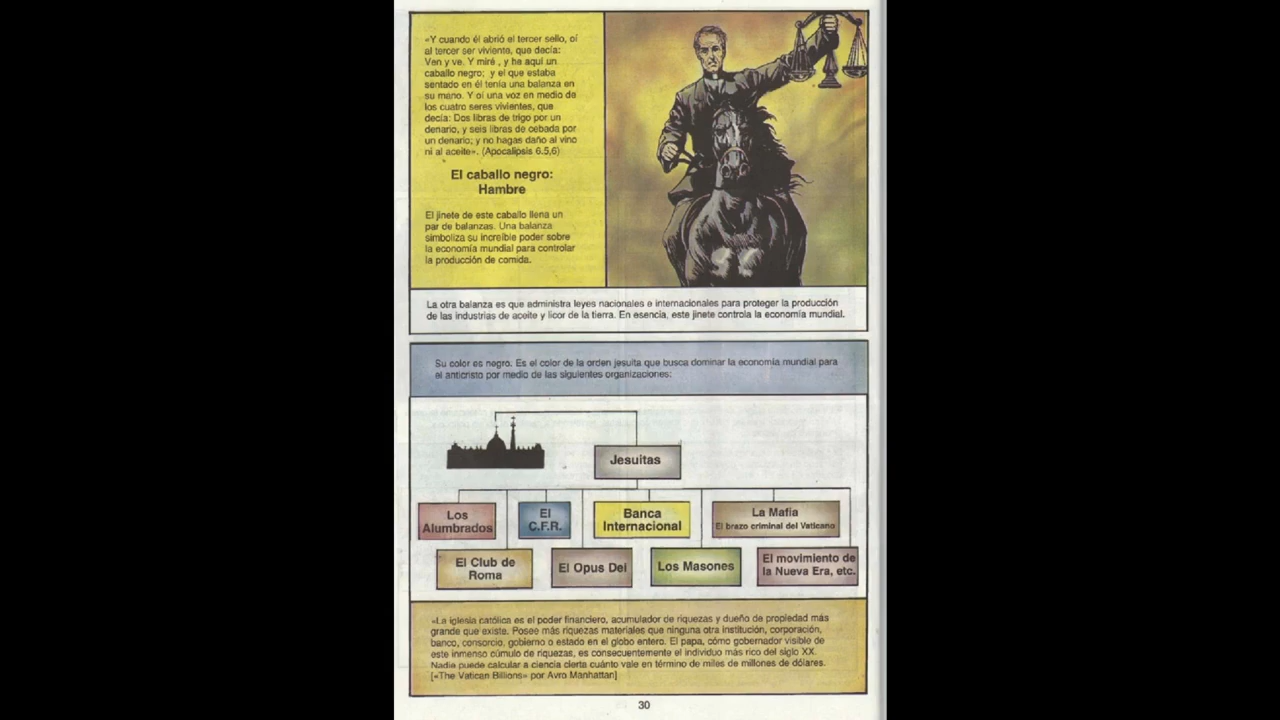 «Y cuando él abrió el tercer sello, oí
al tercer ser viviente, que decía:
Ven y ve. Y miré , y he aquí un
caballo negro; y el que estaba
sentado en él tenía una balanza en
su mano. Y oí una voz en medio de
los cuatro seres vivientes, que
decía: Dos libras de trigo por un
denario, y seis libras de cebada por
un denario; y no hagas daño al vino
ni al aceite». (Apocalipsis 6.5,6)
El caballo negro:
Hambre
El jinete de este caballo llena un
par de balanzas. Una balanza
simboliza su increíble poder sobre
la economía mundial para controlar
la producción de comida.
La otra balanza es que administra leyes nacionales e internacionales para proteger la producción
de las industrias de aceite y licor de la tierra. En esencia, este jinete controla la economía mundial.
Su color es negro. Es el color de la orden jesuita que busca dominar la economía mundial para
el anticristo por medio de las siguientes organizaciones:
Jesuitas
Los
Alumbrados
El
C.F.R.
Banca
Internacional
La Mafia
El brazo criminal del Vaticano
El Club de
Roma
El Opus Dei
Los Masones
El movimiento de
la Nueva Era, etc.
«La iglesia católica es el poder financiero, acumulador de riquezas y dueño de propiedad más
grande que existe. Posee más riquezas materiales que ninguna otra institución, corporación,
banco, consorcio, gobierno o estado en el globo entero. El papa, cómo gobernador visible de
este inmenso cúmulo de riquezas, es consecuentemente el individuo más rico del siglo XX.
Nadie puede calcular a ciencia cierta cuánto vale en término de miles de millones de dólares.
[«The Vatican Billions» por Avro Manhattan]
30